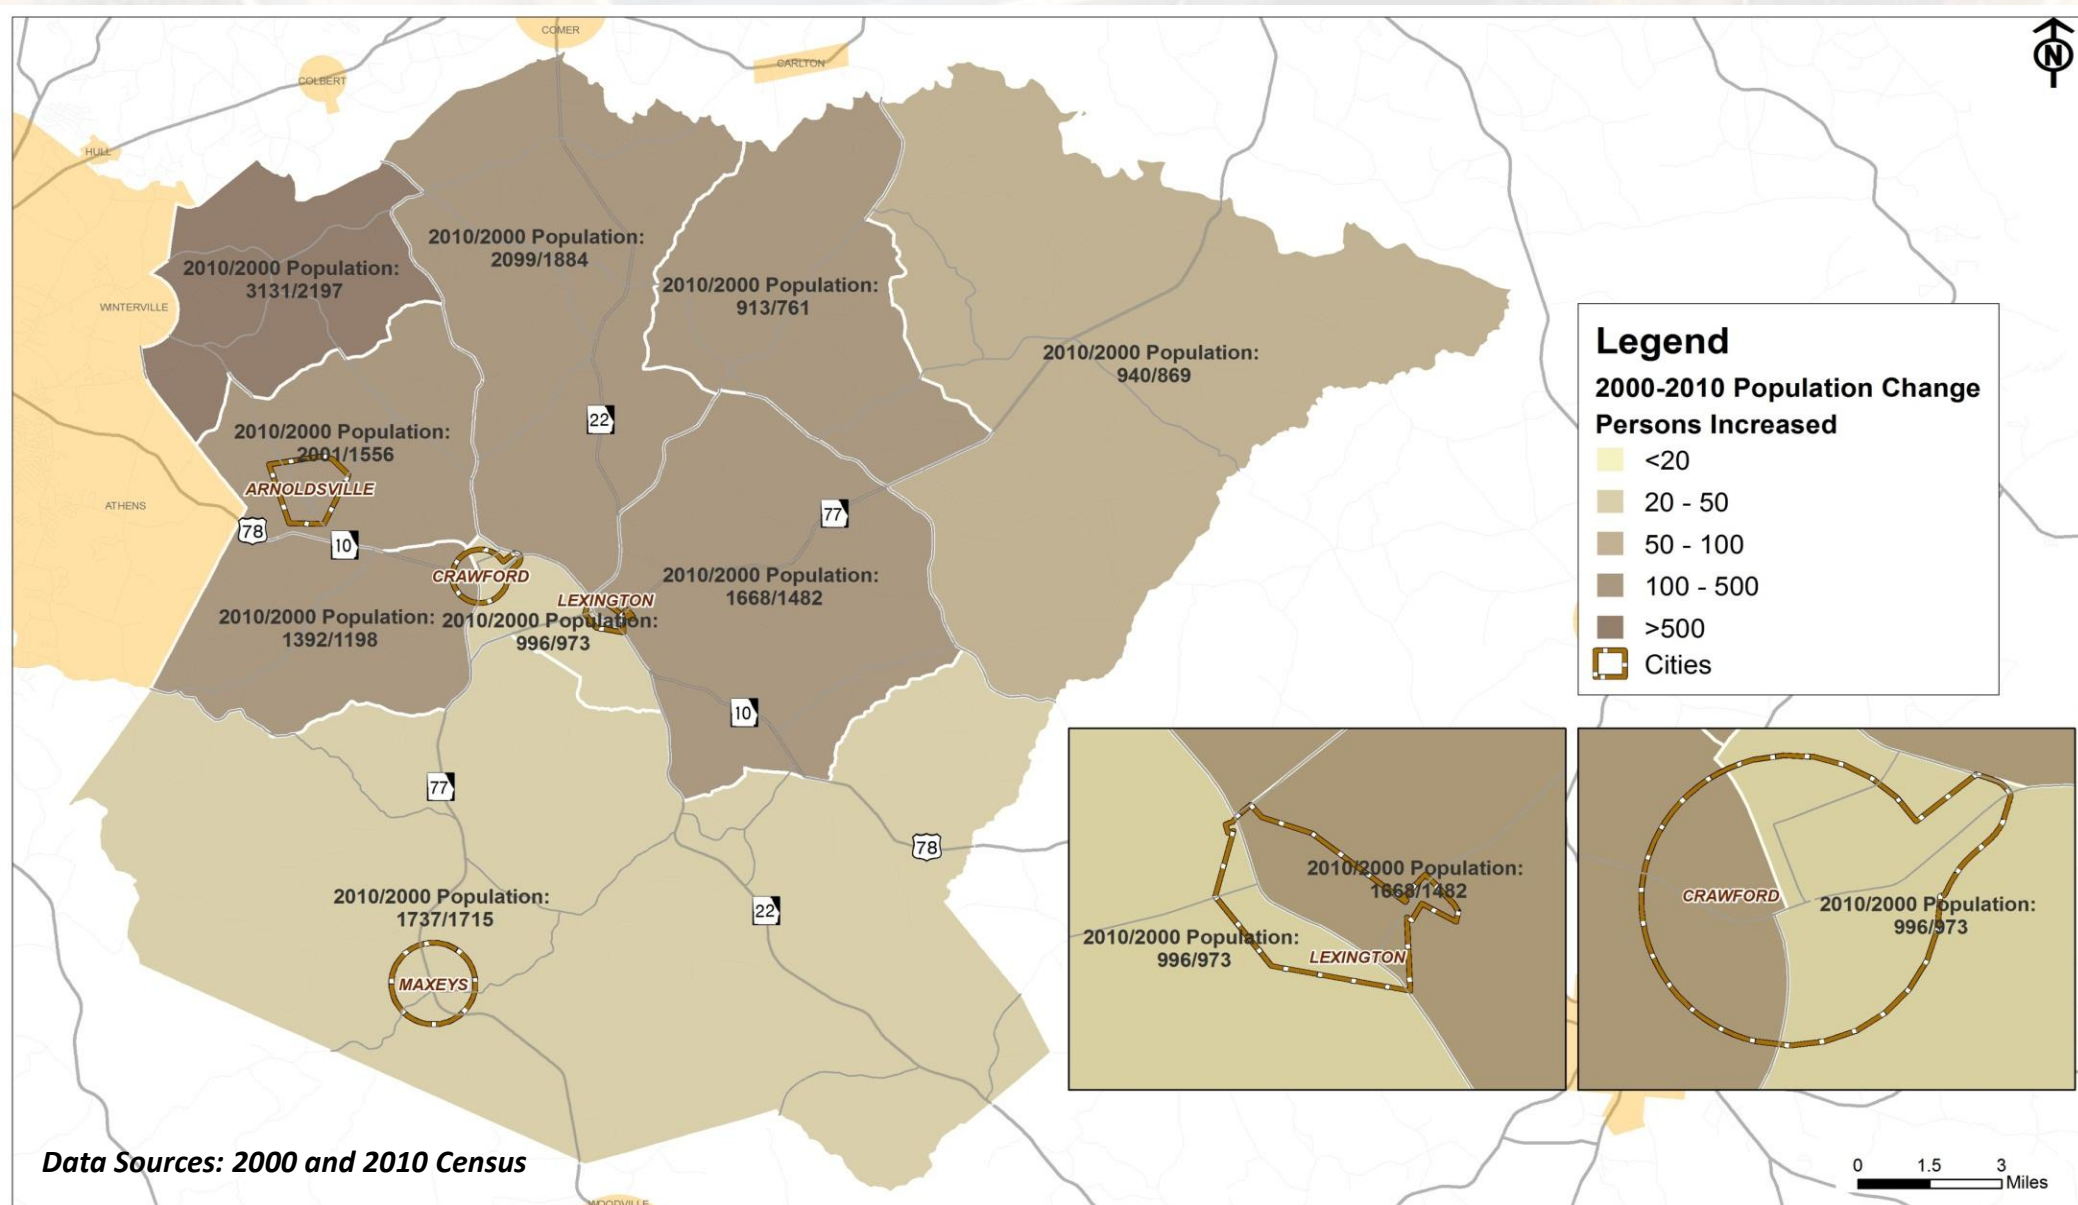 COMER
CARLTON
COLBERT
HULL
N
2010/2000 Population:
2099/1884
2010/2000 Population:
3131/2197
2010/2000 Population:
913/761
WINTERVILLE
2010/2000 Population:
940/869
22
2010/2000 Population:
2001/1556
ARNOLDSVILLE
ATHENS
78
10
77
CRAWFORD
LEXINGTON
2010/2000 Population:
1668/1482
2010/2000 Population:
1392/1198
2010/2000 Population:
996/973
10
77
78
2010/2000 Population:
1737/1715
22
MAXEYS
Legend
2000-2010 Population Change
Persons Increased
<20
20 - 50
50 - 100
100 - 500
>500
Cities
2010/2000 Population:
1668/1482
2010/2000 Population:
996/973
LEXINGTON
CRAWFORD
2010/2000 Population:
996/973
Data Sources: 2000 and 2010 Census
WOODVILLE
0 1.5 3
Miles